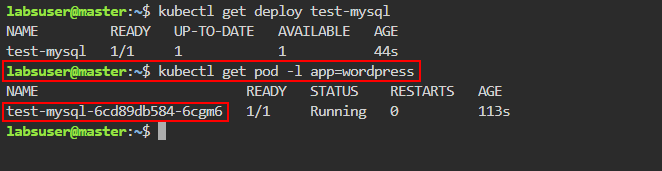 labsuser@master:~$ kubectl get deploy test-mysql
NAME READY UP-TO-DATE AVAILABLE AGE
test-mysql 1/1 1 1 44s
labsuser@master:~$ kubectl get pod -l app=wordpress
NAME READY STATUS RESTARTS AGE
test-mysql-6cd89db584-6cgm6 1/1 Running 0 113s
labsuser@master:~$